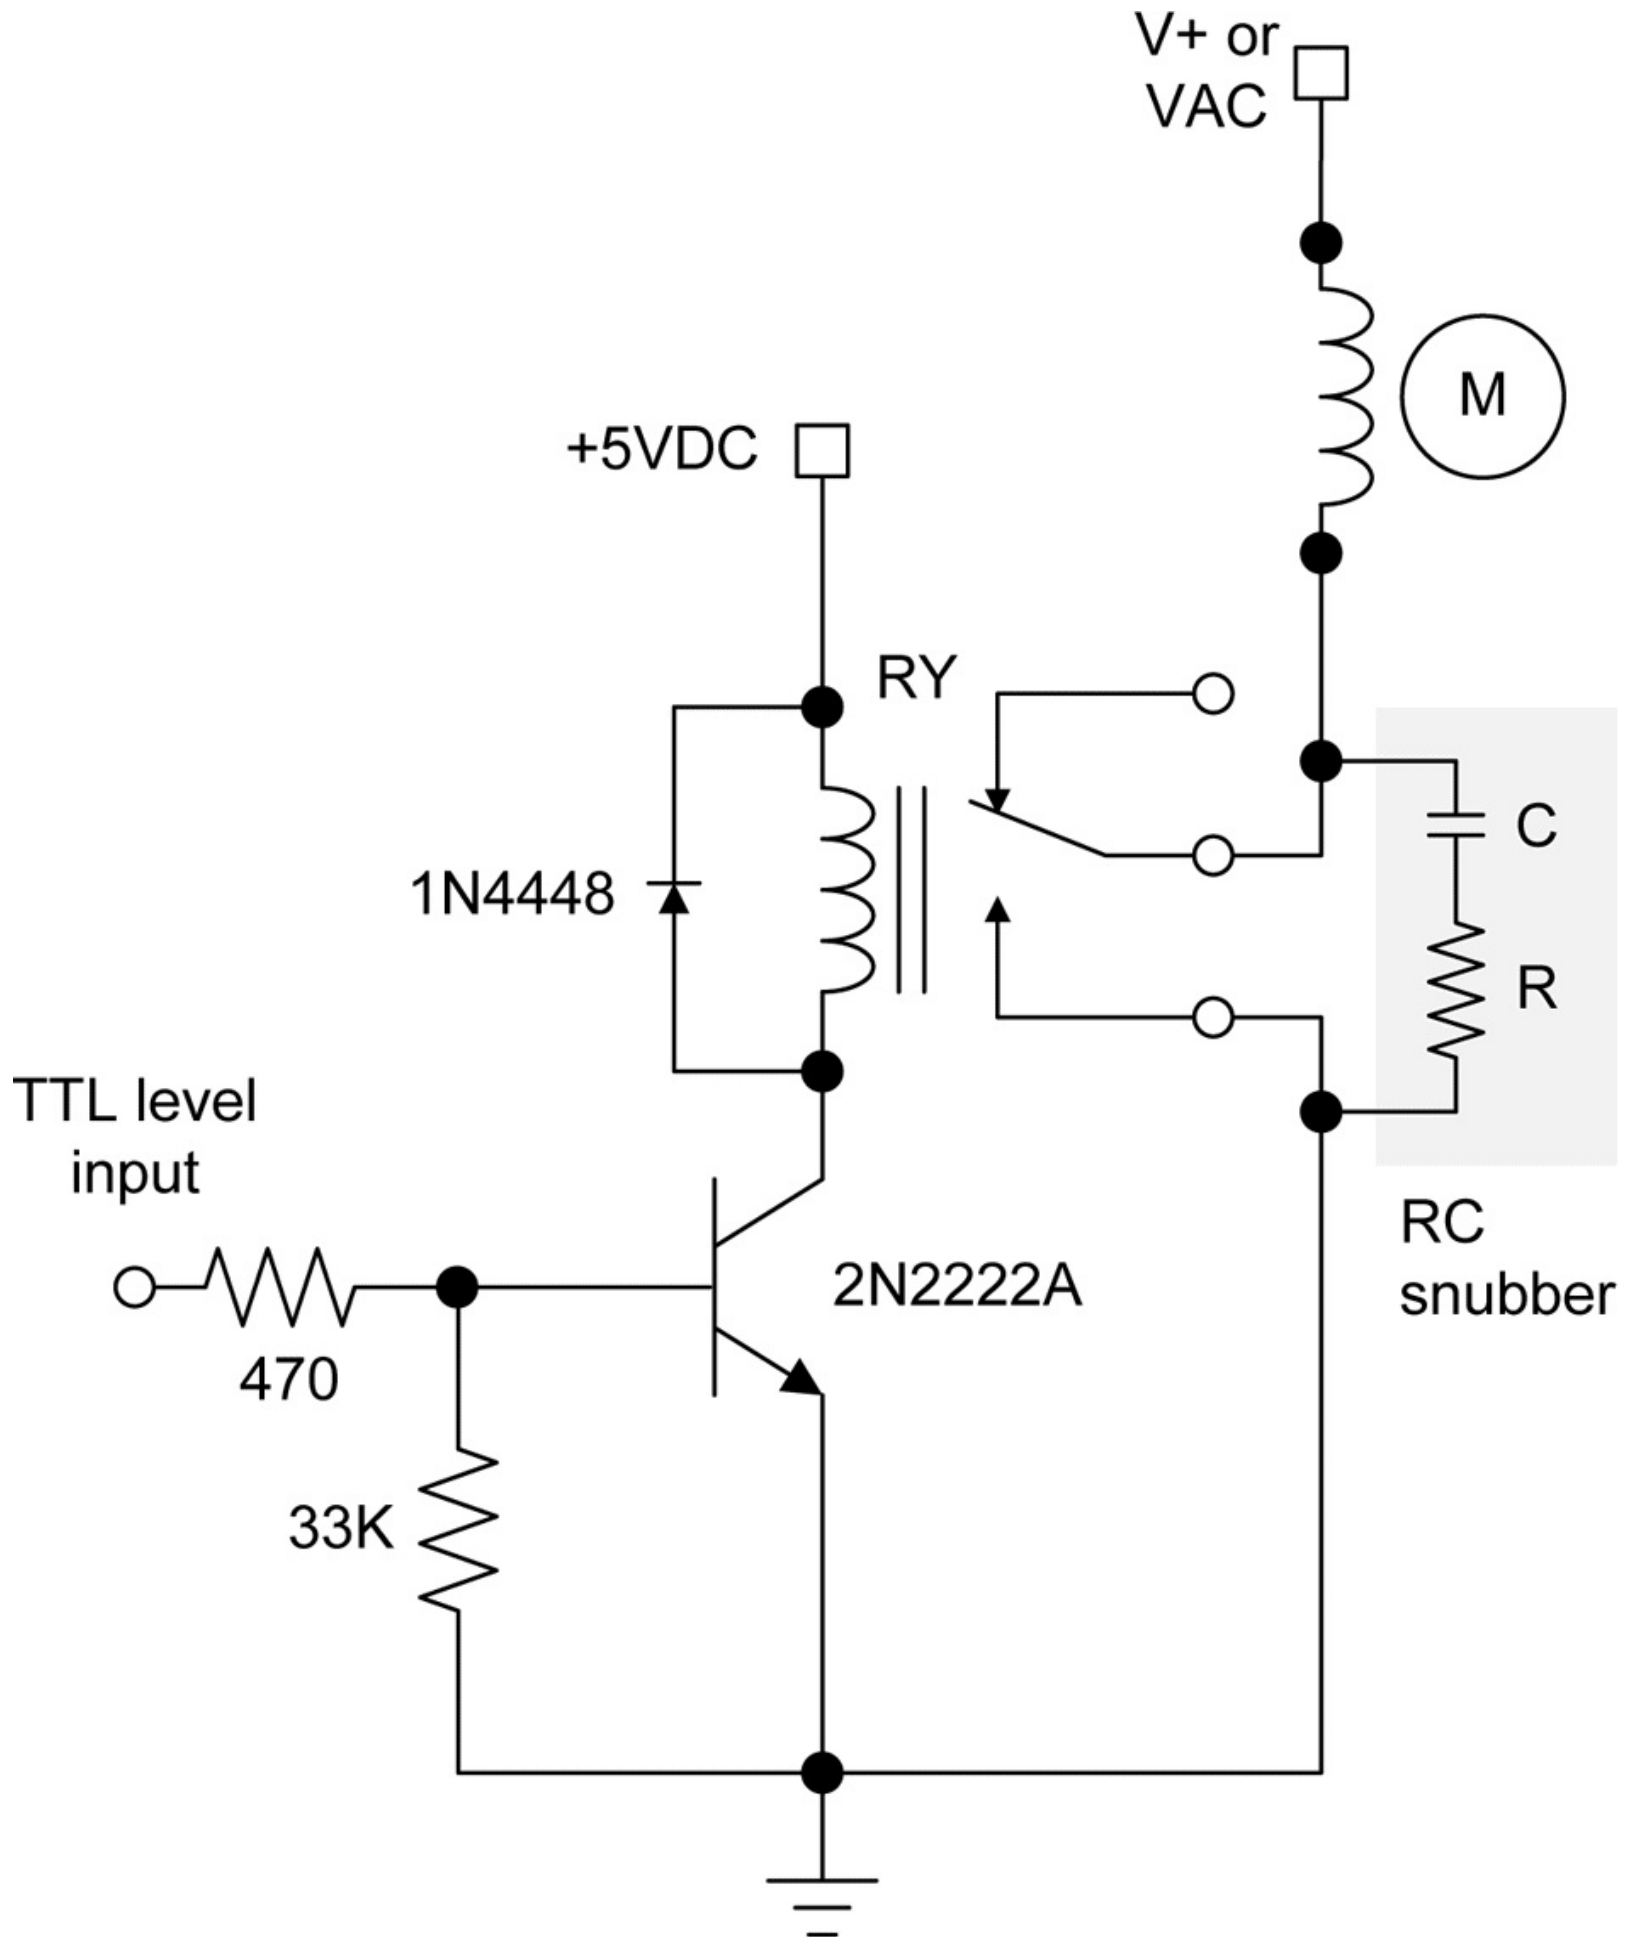 V+ or
VAC
M
+5VDC
RY
C
1N4448
R
TTL level
input
RC
snubber
2N2222A
470
33K